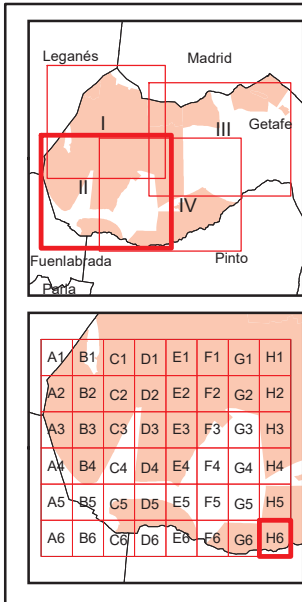 Leganés
Madrid
I
III
Getafe
II
IV
Fuenlabrada
Pinto
Parla
A1 B1 C1 D1 E1 F1 G1 H1
A2 B2 C2 D2 E2 F2 G2 H2
A3 B3 C3 D3 E3 F3 G3 H3
A4 B4 C4 D4 E4 F4 G4 H4
A5 B5 C5 D5 E5 F5 G5 H5
A6 B6 C6 D6 E6 F6 G6 H6